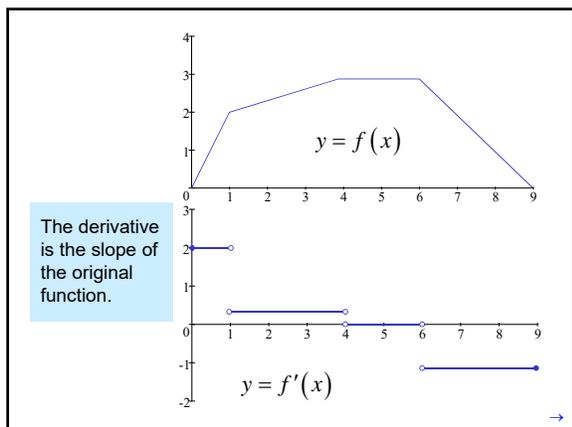 4
3
2
1
0 1 2 3 4 5 6 7 8 9
y = f(x)
The derivative
is the slope of
the original
function.
3
2
1
0 1 2 3 4 5 6 7 8 9
-1
-2
y = f′(x)
→